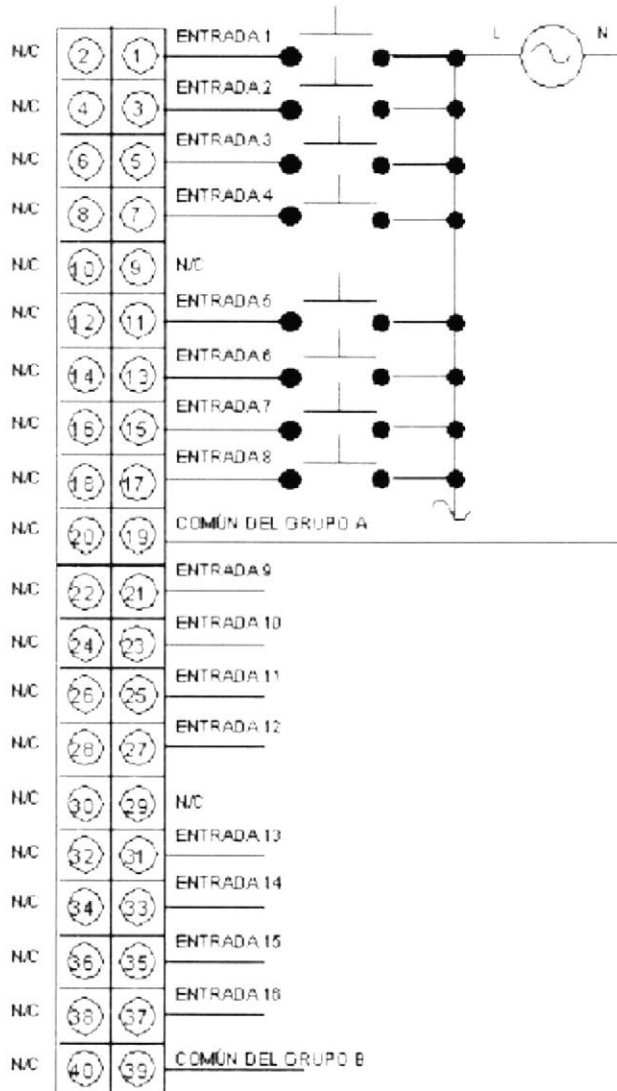 ENTRADA 1
N/C 2 1 L N
ENTRADA 2
N/C 4 3
ENTRADA 3
N/C 6 5
ENTRADA 4
N/C 8 7
N/C 10 9 N/C
ENTRADA 5
N/C 12 11
ENTRADA 6
N/C 14 13
ENTRADA 7
N/C 16 15
ENTRADA 8
N/C 18 17
COMÚN DEL GRUPO A
N/C 20 19
ENTRADA 9
N/C 22 21
ENTRADA 10
N/C 24 23
ENTRADA 11
N/C 26 25
ENTRADA 12
N/C 28 27
N/C 30 29 N/C
ENTRADA 13
N/C 32 31
ENTRADA 14
N/C 34 33
ENTRADA 15
N/C 36 35
ENTRADA 16
N/C 38 37
COMÚN DEL GRUPO B
N/C 40 39